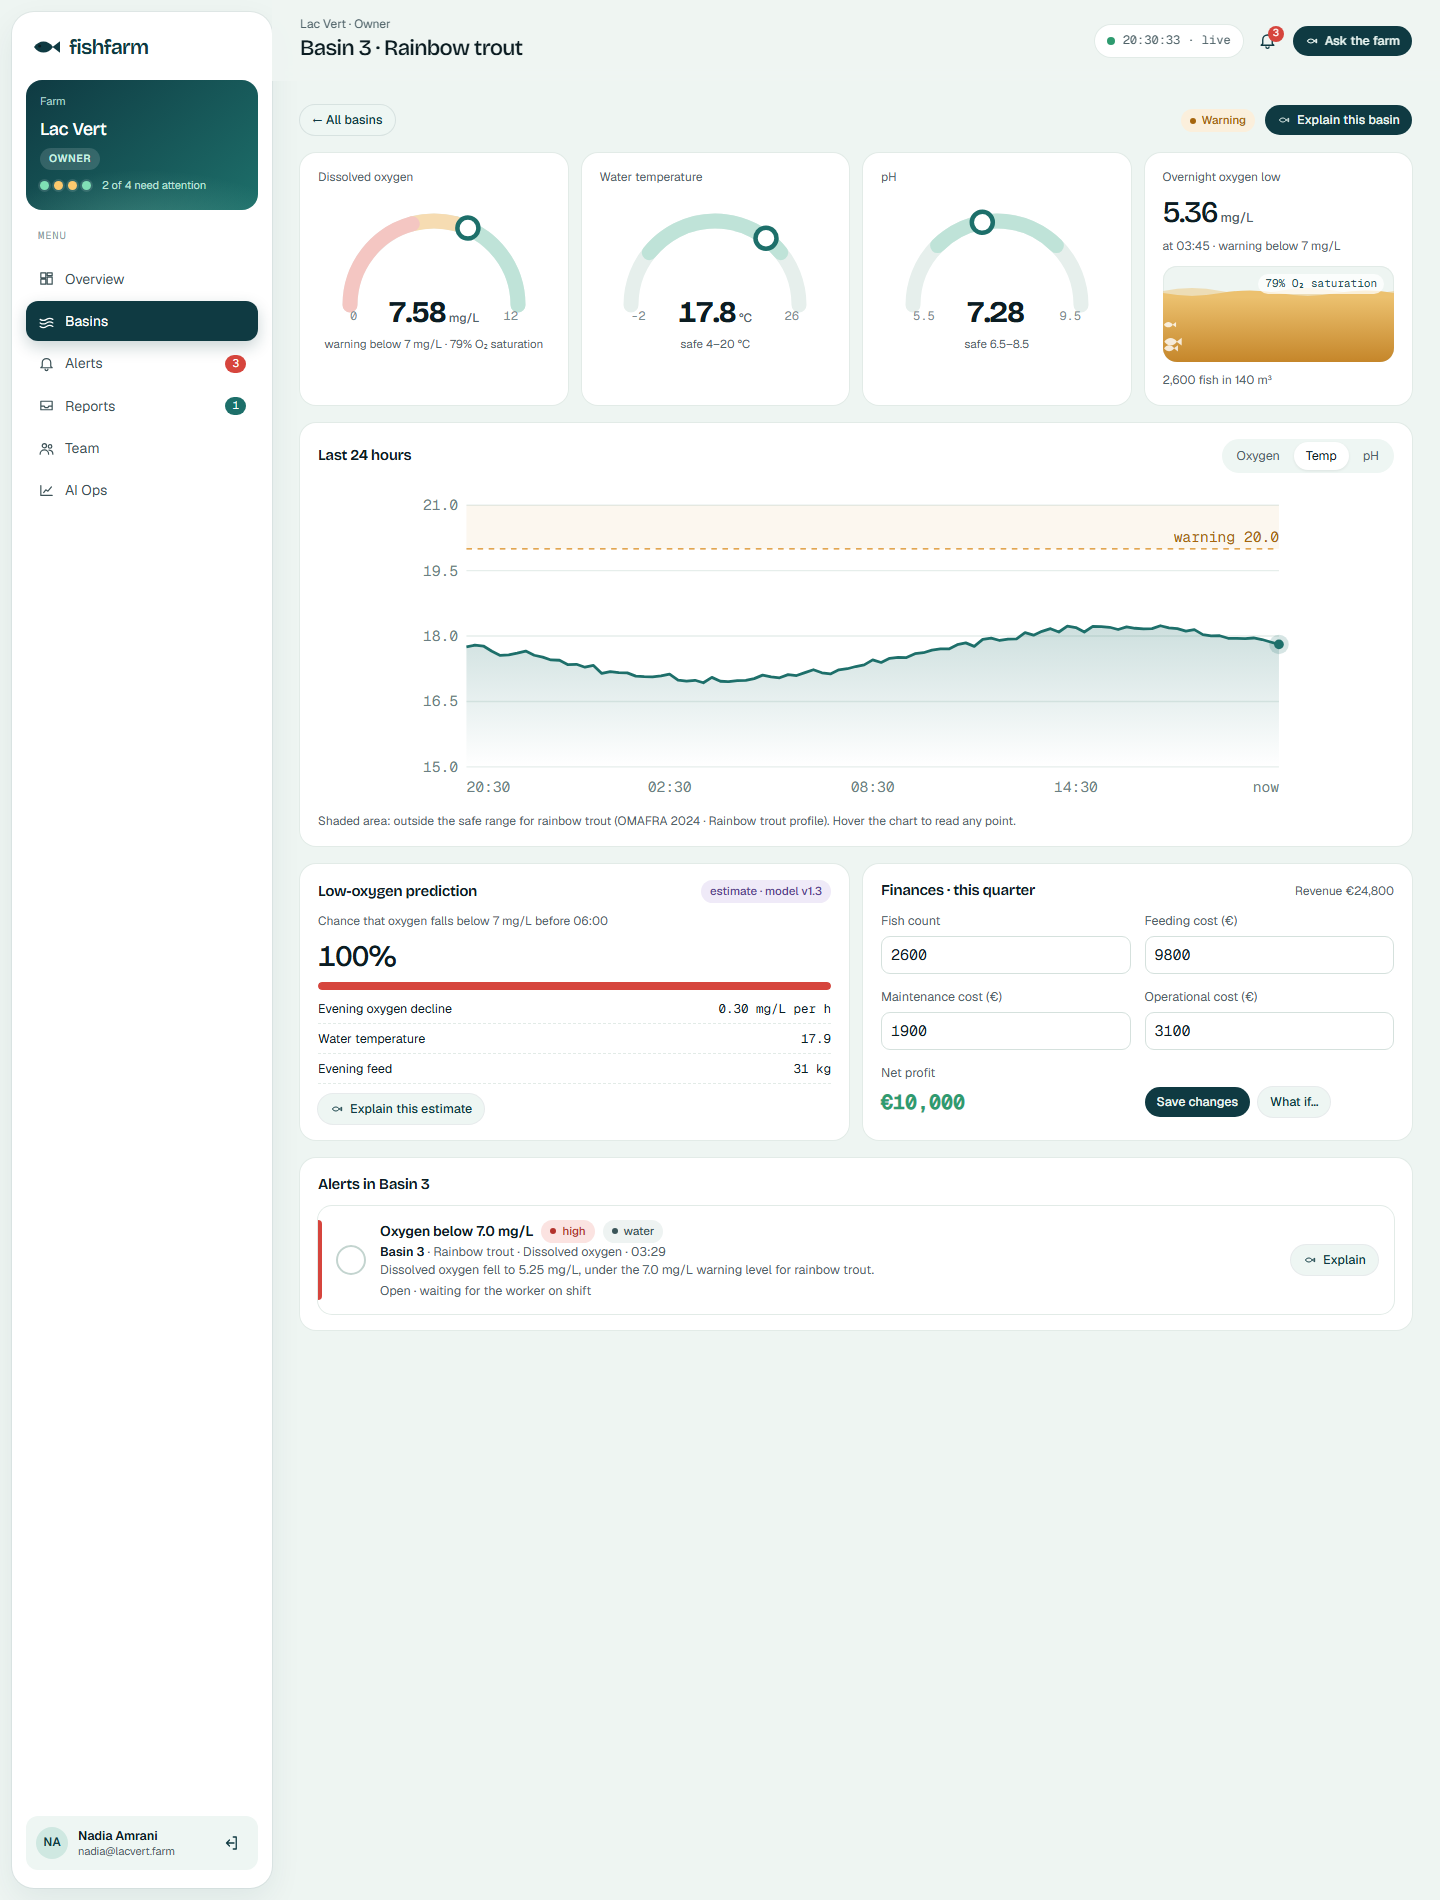 fishfarm
Farm
Lac Vert
OWNER
2 of 4 need attention
MENU
Overview
Basins
Alerts 3
Reports 1
Team
AI Ops
NA
Nadia Amrani
nadia@lacvert.farm
Lac Vert · Owner
Basin 3 · Rainbow trout
20:30:33 · live
3
Ask the farm
← All basins
Warning
Explain this basin
Dissolved oxygen
0 7.58 mg/L 12
warning below 7 mg/L · 79% O₂ saturation
Water temperature
-2 17.8 °C 26
safe 4–20 °C
pH
5.5 7.28 9.5
safe 6.5–8.5
Overnight oxygen low
5.36 mg/L
at 03:45 · warning below 7 mg/L
79% O₂ saturation
2,600 fish in 140 m³
Last 24 hours
Oxygen Temp pH
21.0
warning 20.0
19.5
18.0
16.5
15.0
20:30 02:30 08:30 14:30 now
Shaded area: outside the safe range for rainbow trout (OMAFRA 2024 · Rainbow trout profile). Hover the chart to read any point.
Low-oxygen prediction
estimate · model v1.3
Chance that oxygen falls below 7 mg/L before 06:00
100%
Evening oxygen decline 0.30 mg/L per h
Water temperature 17.9
Evening feed 31 kg
Explain this estimate
Finances · this quarter
Revenue €24,800
Fish count Feeding cost (€)
2600 9800
Maintenance cost (€) Operational cost (€)
1900 3100
Net profit
€10,000
Save changes What if…
Alerts in Basin 3
Oxygen below 7.0 mg/L high water
Basin 3 · Rainbow trout · Dissolved oxygen · 03:29
Dissolved oxygen fell to 5.25 mg/L, under the 7.0 mg/L warning level for rainbow trout.
Open · waiting for the worker on shift
Explain